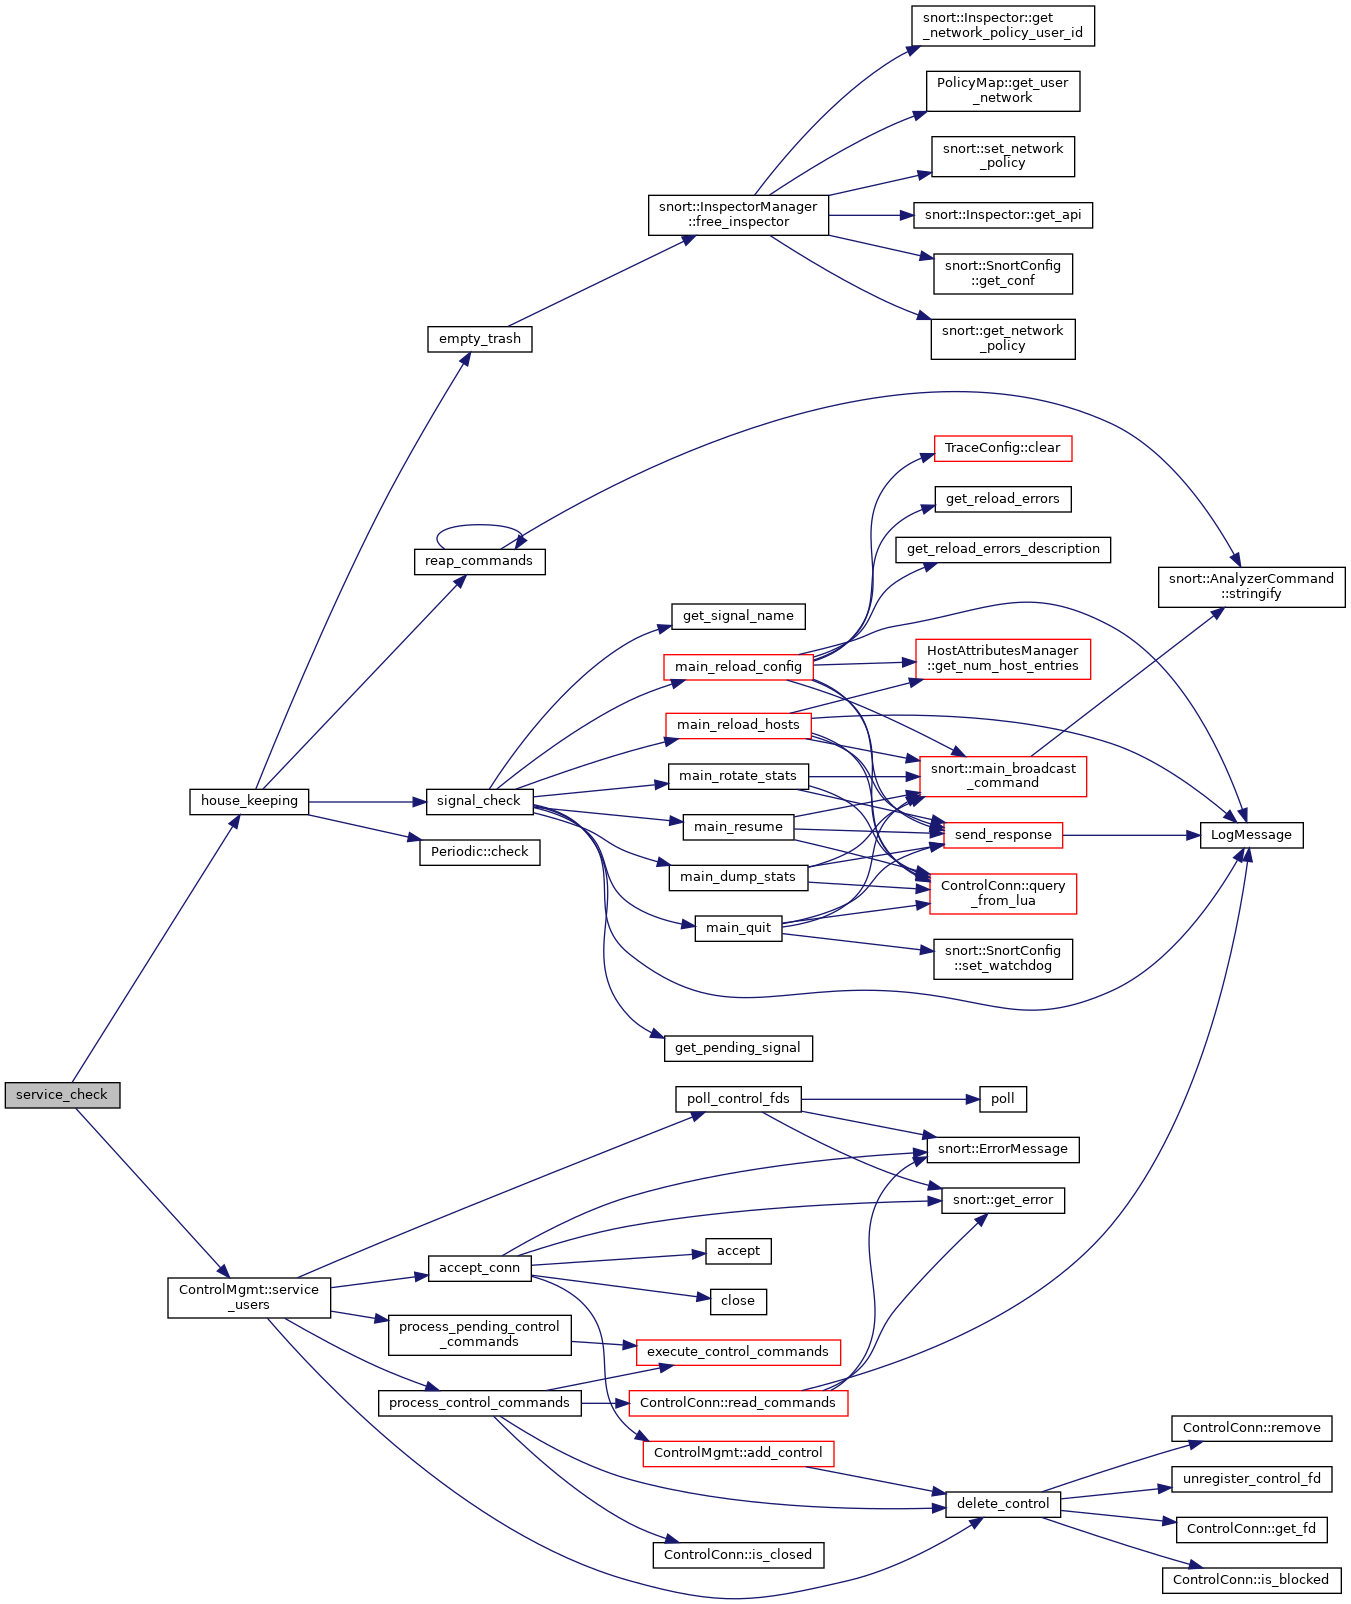 snort::Inspector::get
_network_policy_user_id
PolicyMap::get_user
_network
snort::set_network
_policy
snort::InspectorManager
::free_inspector
snort::Inspector::get_api
snort::SnortConfig
::get_conf
snort::get_network
_policy
empty_trash
TraceConfig::clear
get_reload_errors
get_reload_errors_description
reap_commands
snort::AnalyzerCommand
::stringify
get_signal_name
main_reload_config
HostAttributesManager
::get_num_host_entries
main_reload_hosts
main_rotate_stats
snort::main_broadcast
_command
house_keeping
signal_check
main_resume
send_response
LogMessage
Periodic::check
main_dump_stats
ControlConn::query
_from_lua
main_quit
snort::SnortConfig
::set_watchdog
get_pending_signal
service_check
poll_control_fds
poll
snort::ErrorMessage
snort::get_error
accept
accept_conn
close
ControlMgmt::service
_users
process_pending_control
_commands
execute_control_commands
process_control_commands
ControlConn::read_commands
ControlConn::remove
ControlMgmt::add_control
unregister_control_fd
delete_control
ControlConn::get_fd
ControlConn::is_closed
ControlConn::is_blocked